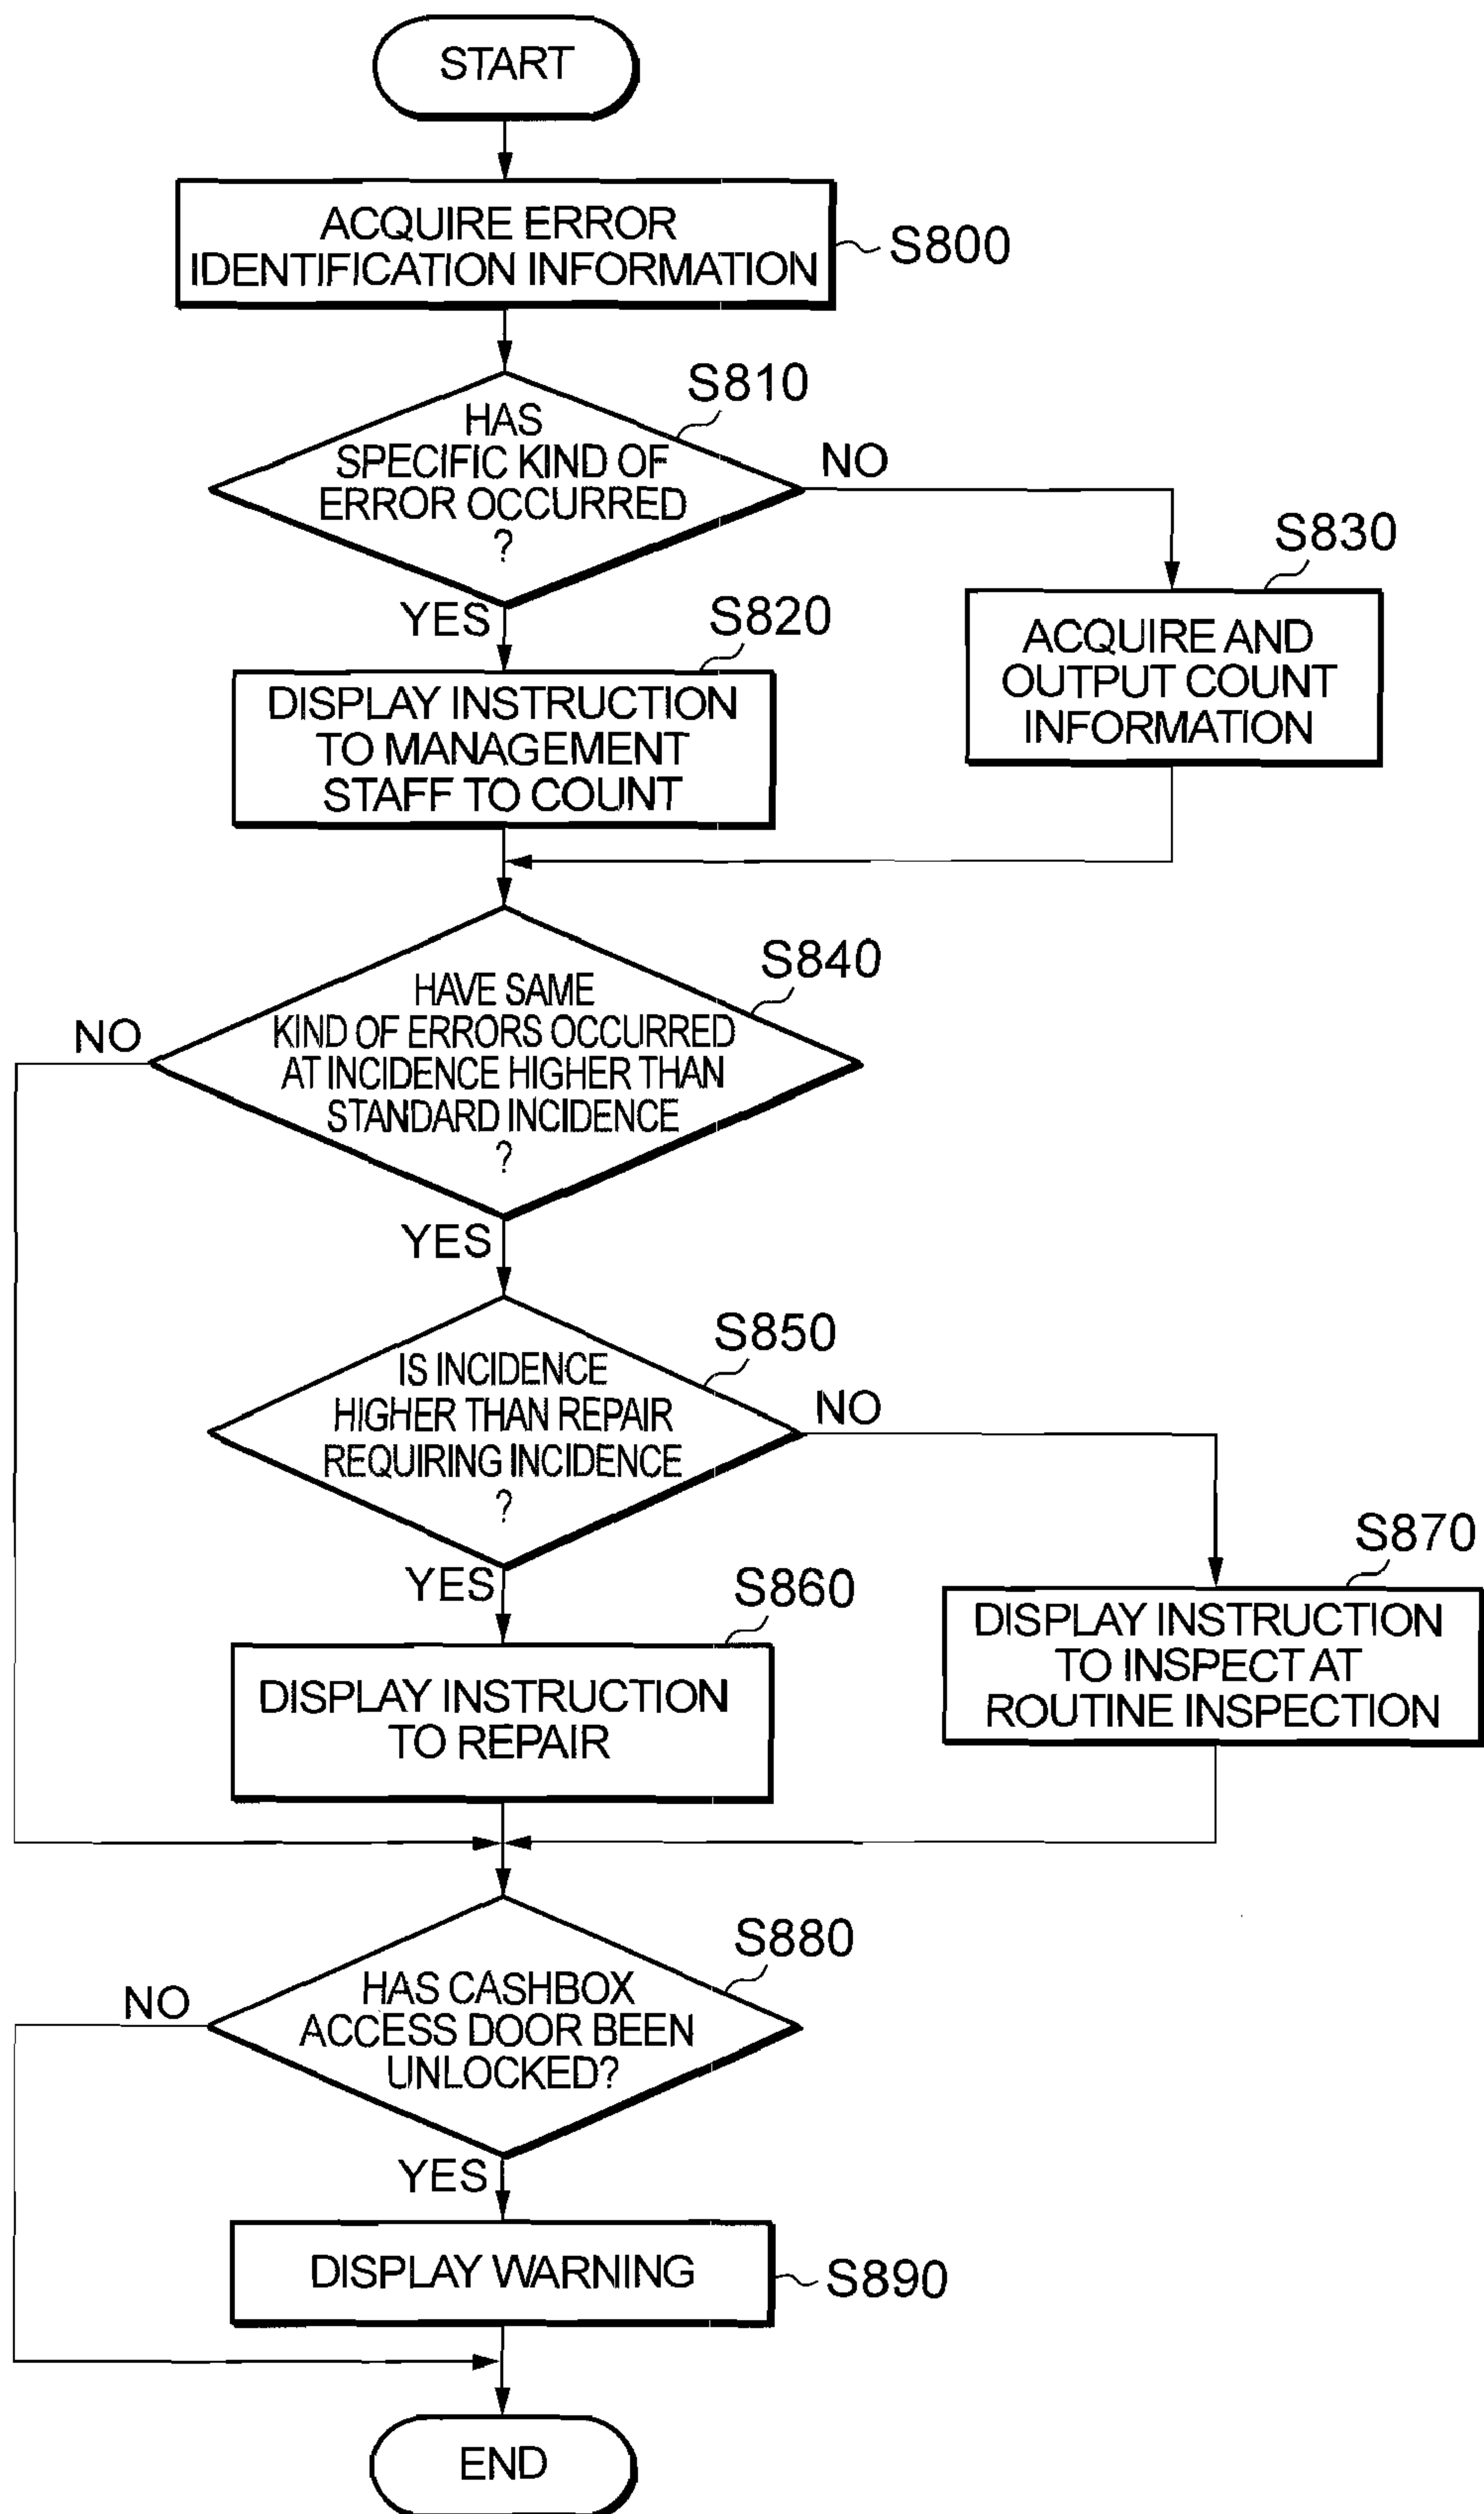 START
ACQUIRE ERROR
IDENTIFICATION INFORMATION
S800
S810
HAS
SPECIFIC KIND OF
ERROR OCCURRED
?
NO
YES
S820
S830
DISPLAY INSTRUCTION
TO MANAGEMENT
STAFF TO COUNT
ACQUIRE AND
OUTPUT COUNT
INFORMATION
S840
HAVE SAME
KIND OF ERRORS OCCURRED
AT INCIDENCE HIGHER THAN
STANDARD INCIDENCE
?
NO
YES
S850
IS INCIDENCE
HIGHER THAN REPAIR
REQUIRING INCIDENCE
?
NO
YES
S860
S870
DISPLAY INSTRUCTION
TO REPAIR
DISPLAY INSTRUCTION
TO INSPECT AT
ROUTINE INSPECTION
S880
HAS CASHBOX
ACCESS DOOR BEEN
UNLOCKED?
NO
YES
DISPLAY WARNING
S890
END